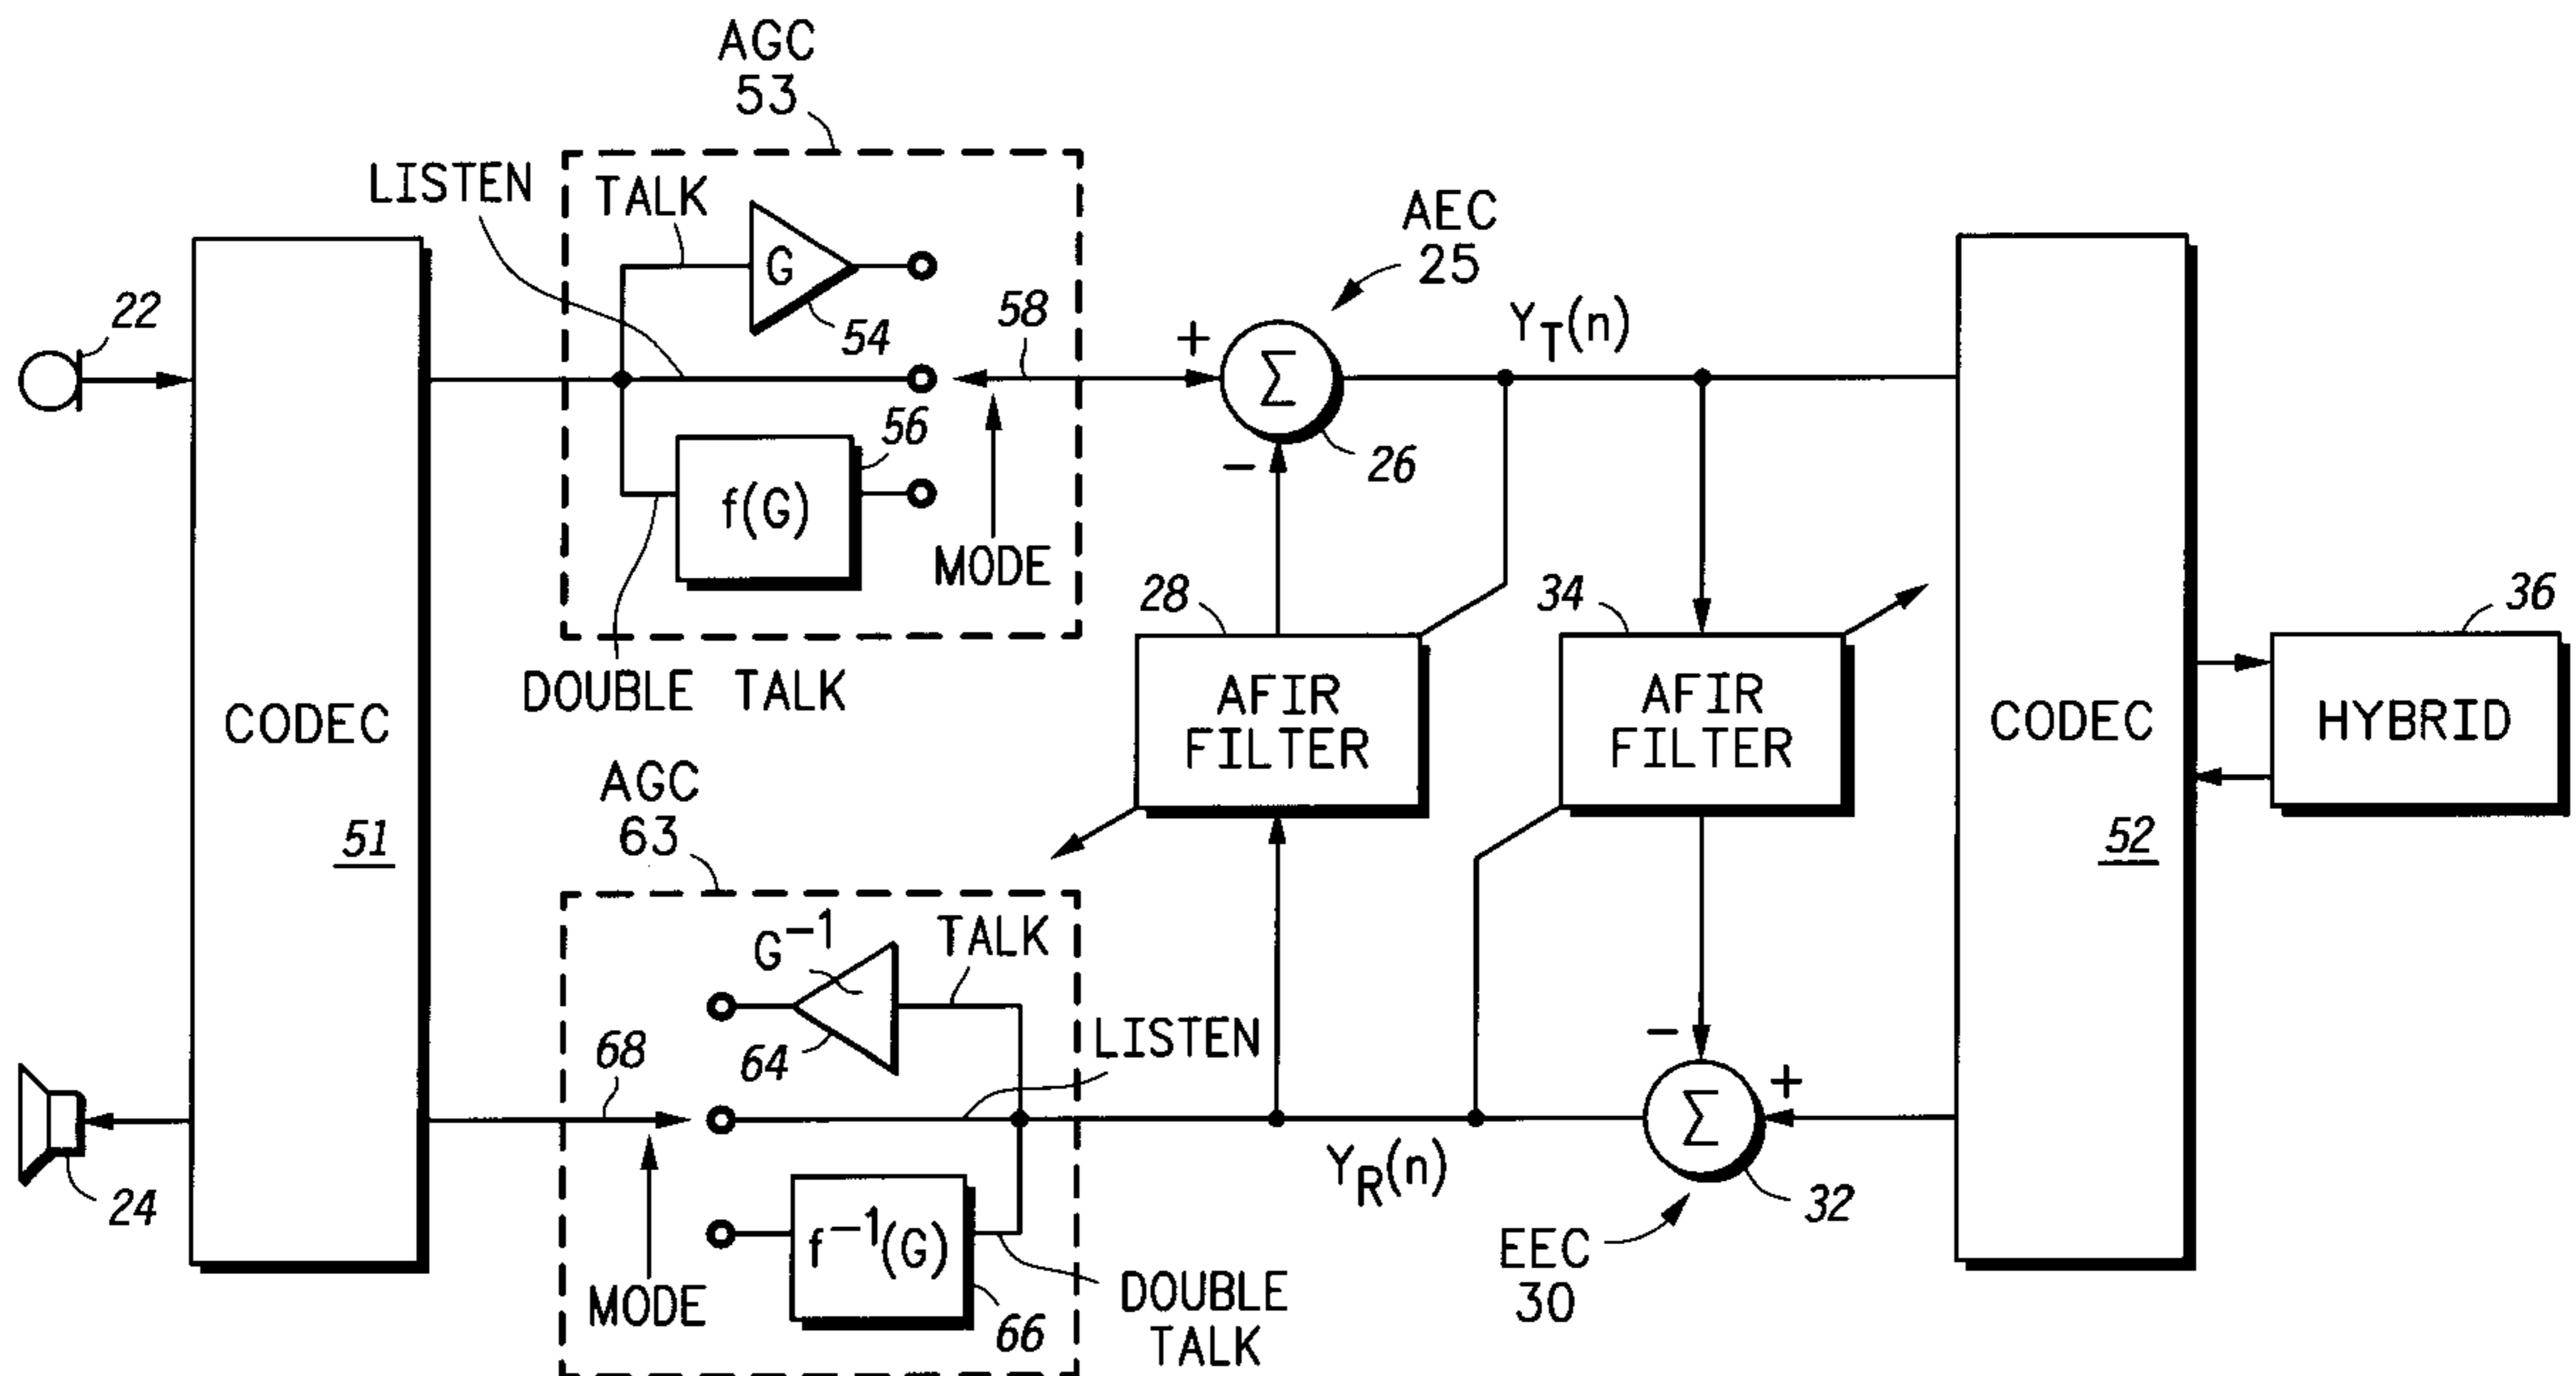 AGC
53
LISTEN
TALK
G
54
58
AEC
25
22
+
Σ
Y_T(n)
56
f(G)
−
26
MODE
DOUBLE TALK
28
34
36
AFIR
FILTER
AFIR
FILTER
CODEC
51
CODEC
52
HYBRID
AGC
63
G⁻¹
TALK
64
68
LISTEN
−
+
Σ
Y_R(n)
32
24
f⁻¹(G)
MODE
66
DOUBLE
TALK
EEC
30